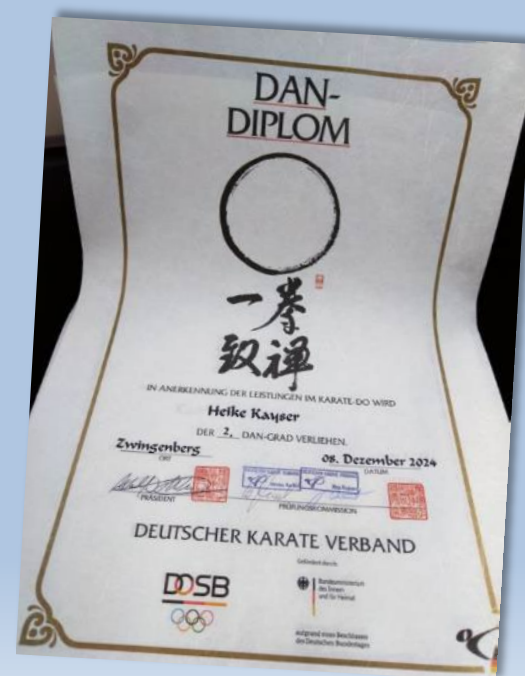 DAN-
DIPLOM
一拳
致禅
IN ANERKENNUNG DER LEISTUNGEN IM KARATE-DO WIRD
Heike Kayser
DER 2. DAN-GRAD VERLIEHEN.
Zwingenberg 08. Dezember 2024
ORT DATUM
PRÄSIDENT PRÜFUNGSKOMMISSION
DEUTSCHER KARATE VERBAND
DOSB
Gefördert durch:
Bundesministerium
des Innern
und für Heimat
aufgrund eines Beschlusses
des Deutschen Bundestages